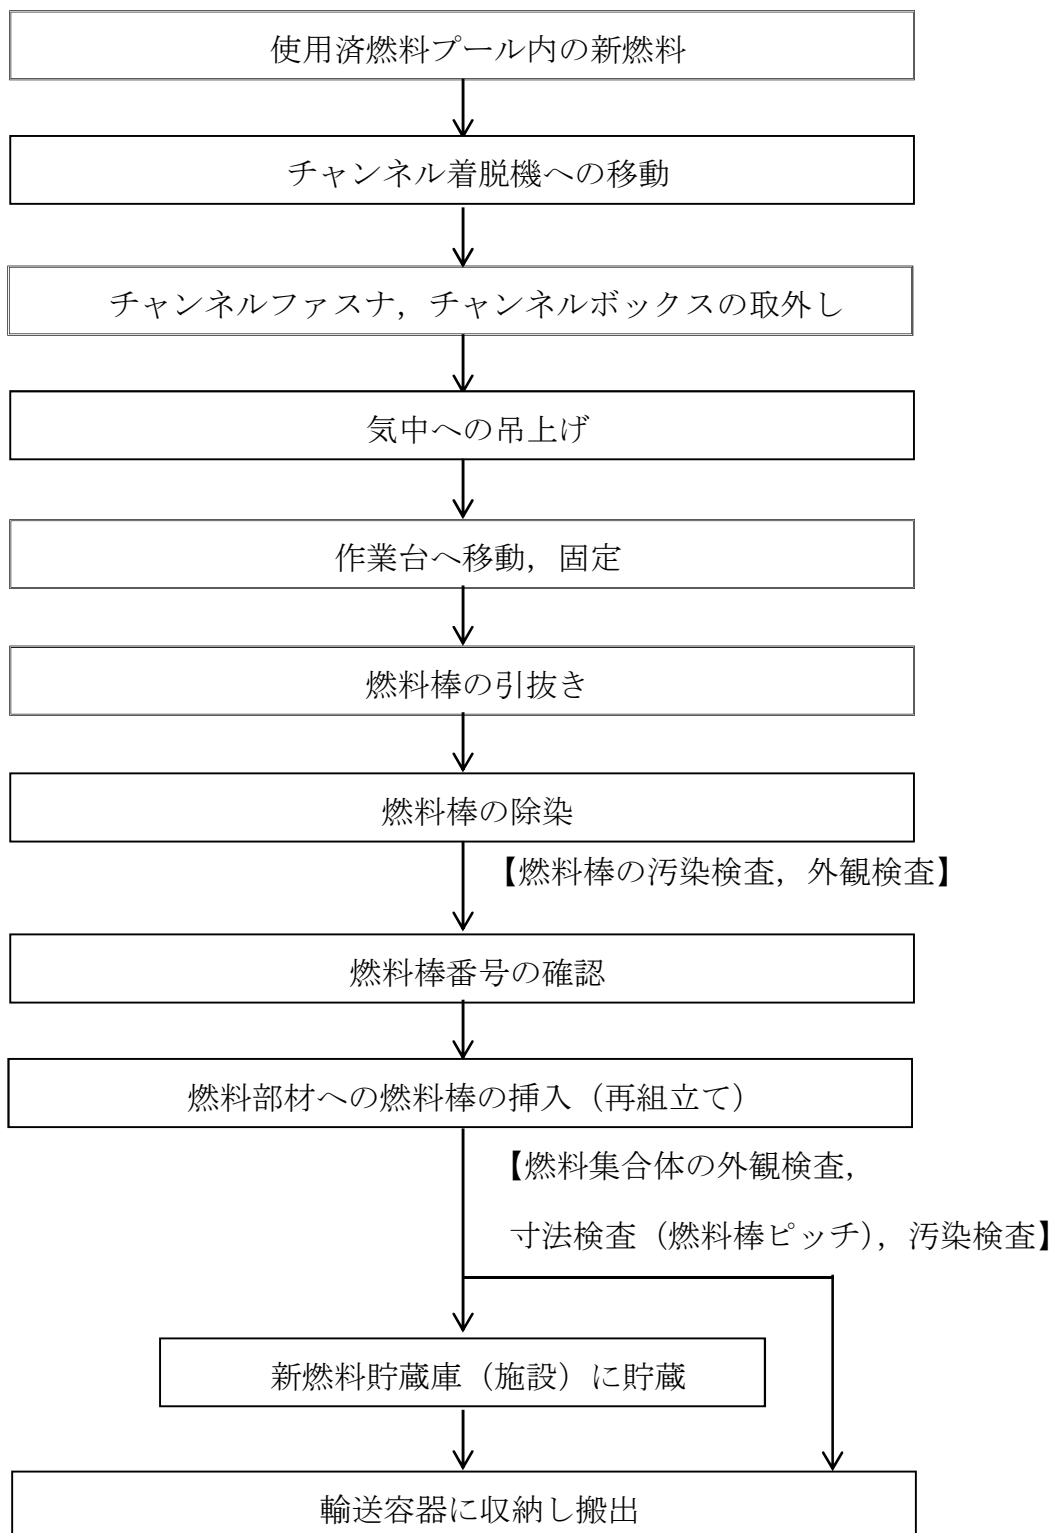 使用済燃料プール内の新燃料
チャンネル着脱機への移動
チャンネルファスナ，チャンネルボックスの取外し
気中への吊上げ
作業台へ移動，固定
燃料棒の引抜き
燃料棒の除染
【燃料棒の汚染検査，外観検査】
燃料棒番号の確認
燃料部材への燃料棒の挿入（再組立て）
【燃料集合体の外観検査，
寸法検査（燃料棒ピッチ），汚染検査】
新燃料貯蔵庫（施設）に貯蔵
輸送容器に収納し搬出